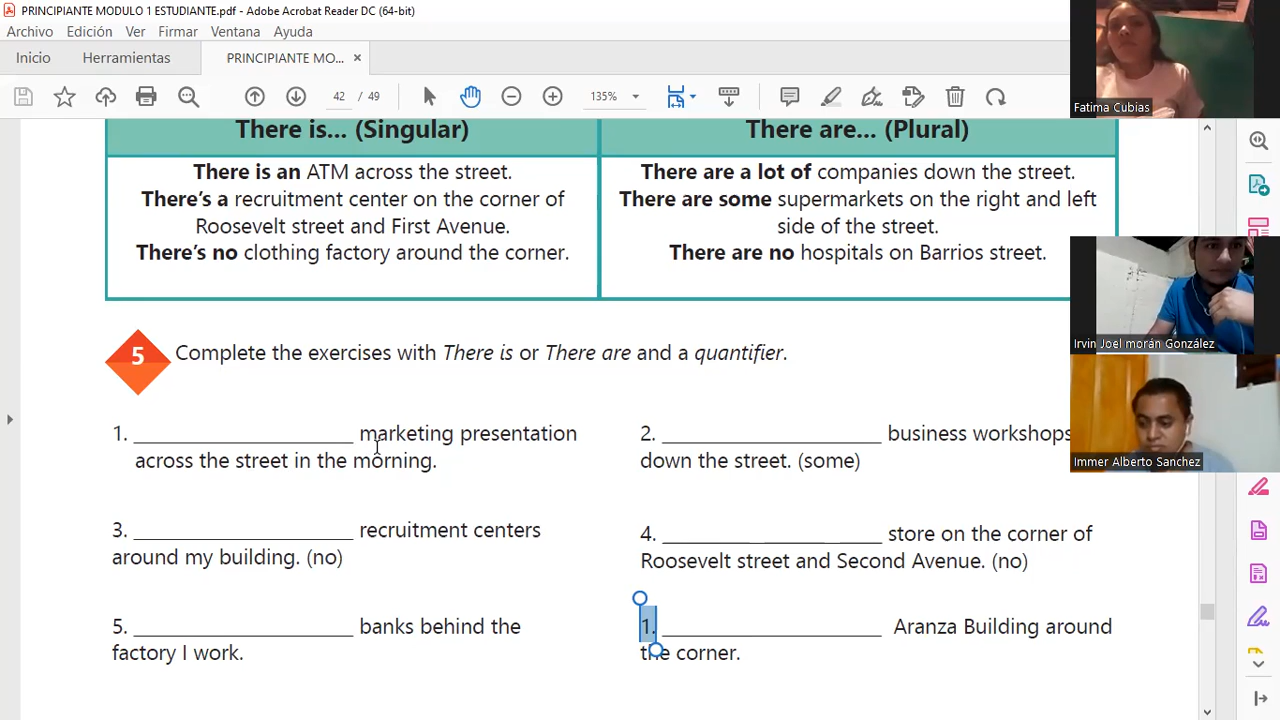 PRINCIPIANTE MODULO 1 ESTUDIANTE.pdf - Adobe Acrobat Reader DC (64-bit)
Archivo Edición Ver Firmar Ventana Ayuda
Inicio Herramientas PRINCIPIANTE MO... ×
42 / 49 135%
There is... (Singular) There are... (Plural)
There is an ATM across the street.
There's a recruitment center on the corner of
Roosevelt street and First Avenue.
There's no clothing factory around the corner.
There are a lot of companies down the street.
There are some supermarkets on the right and left
side of the street.
There are no hospitals on Barrios street.
5 Complete the exercises with There is or There are and a quantifier.
1. ____________________ marketing presentation
across the street in the morning.
2. ____________________ business workshops
down the street. (some)
3. ____________________ recruitment centers
around my building. (no)
4. ____________________ store on the corner of
Roosevelt street and Second Avenue. (no)
5. ____________________ banks behind the
factory I work.
1. ____________________ Aranza Building around
the corner.
Fatima Cubias
Irvin Joel morán González
Immer Alberto Sanchez